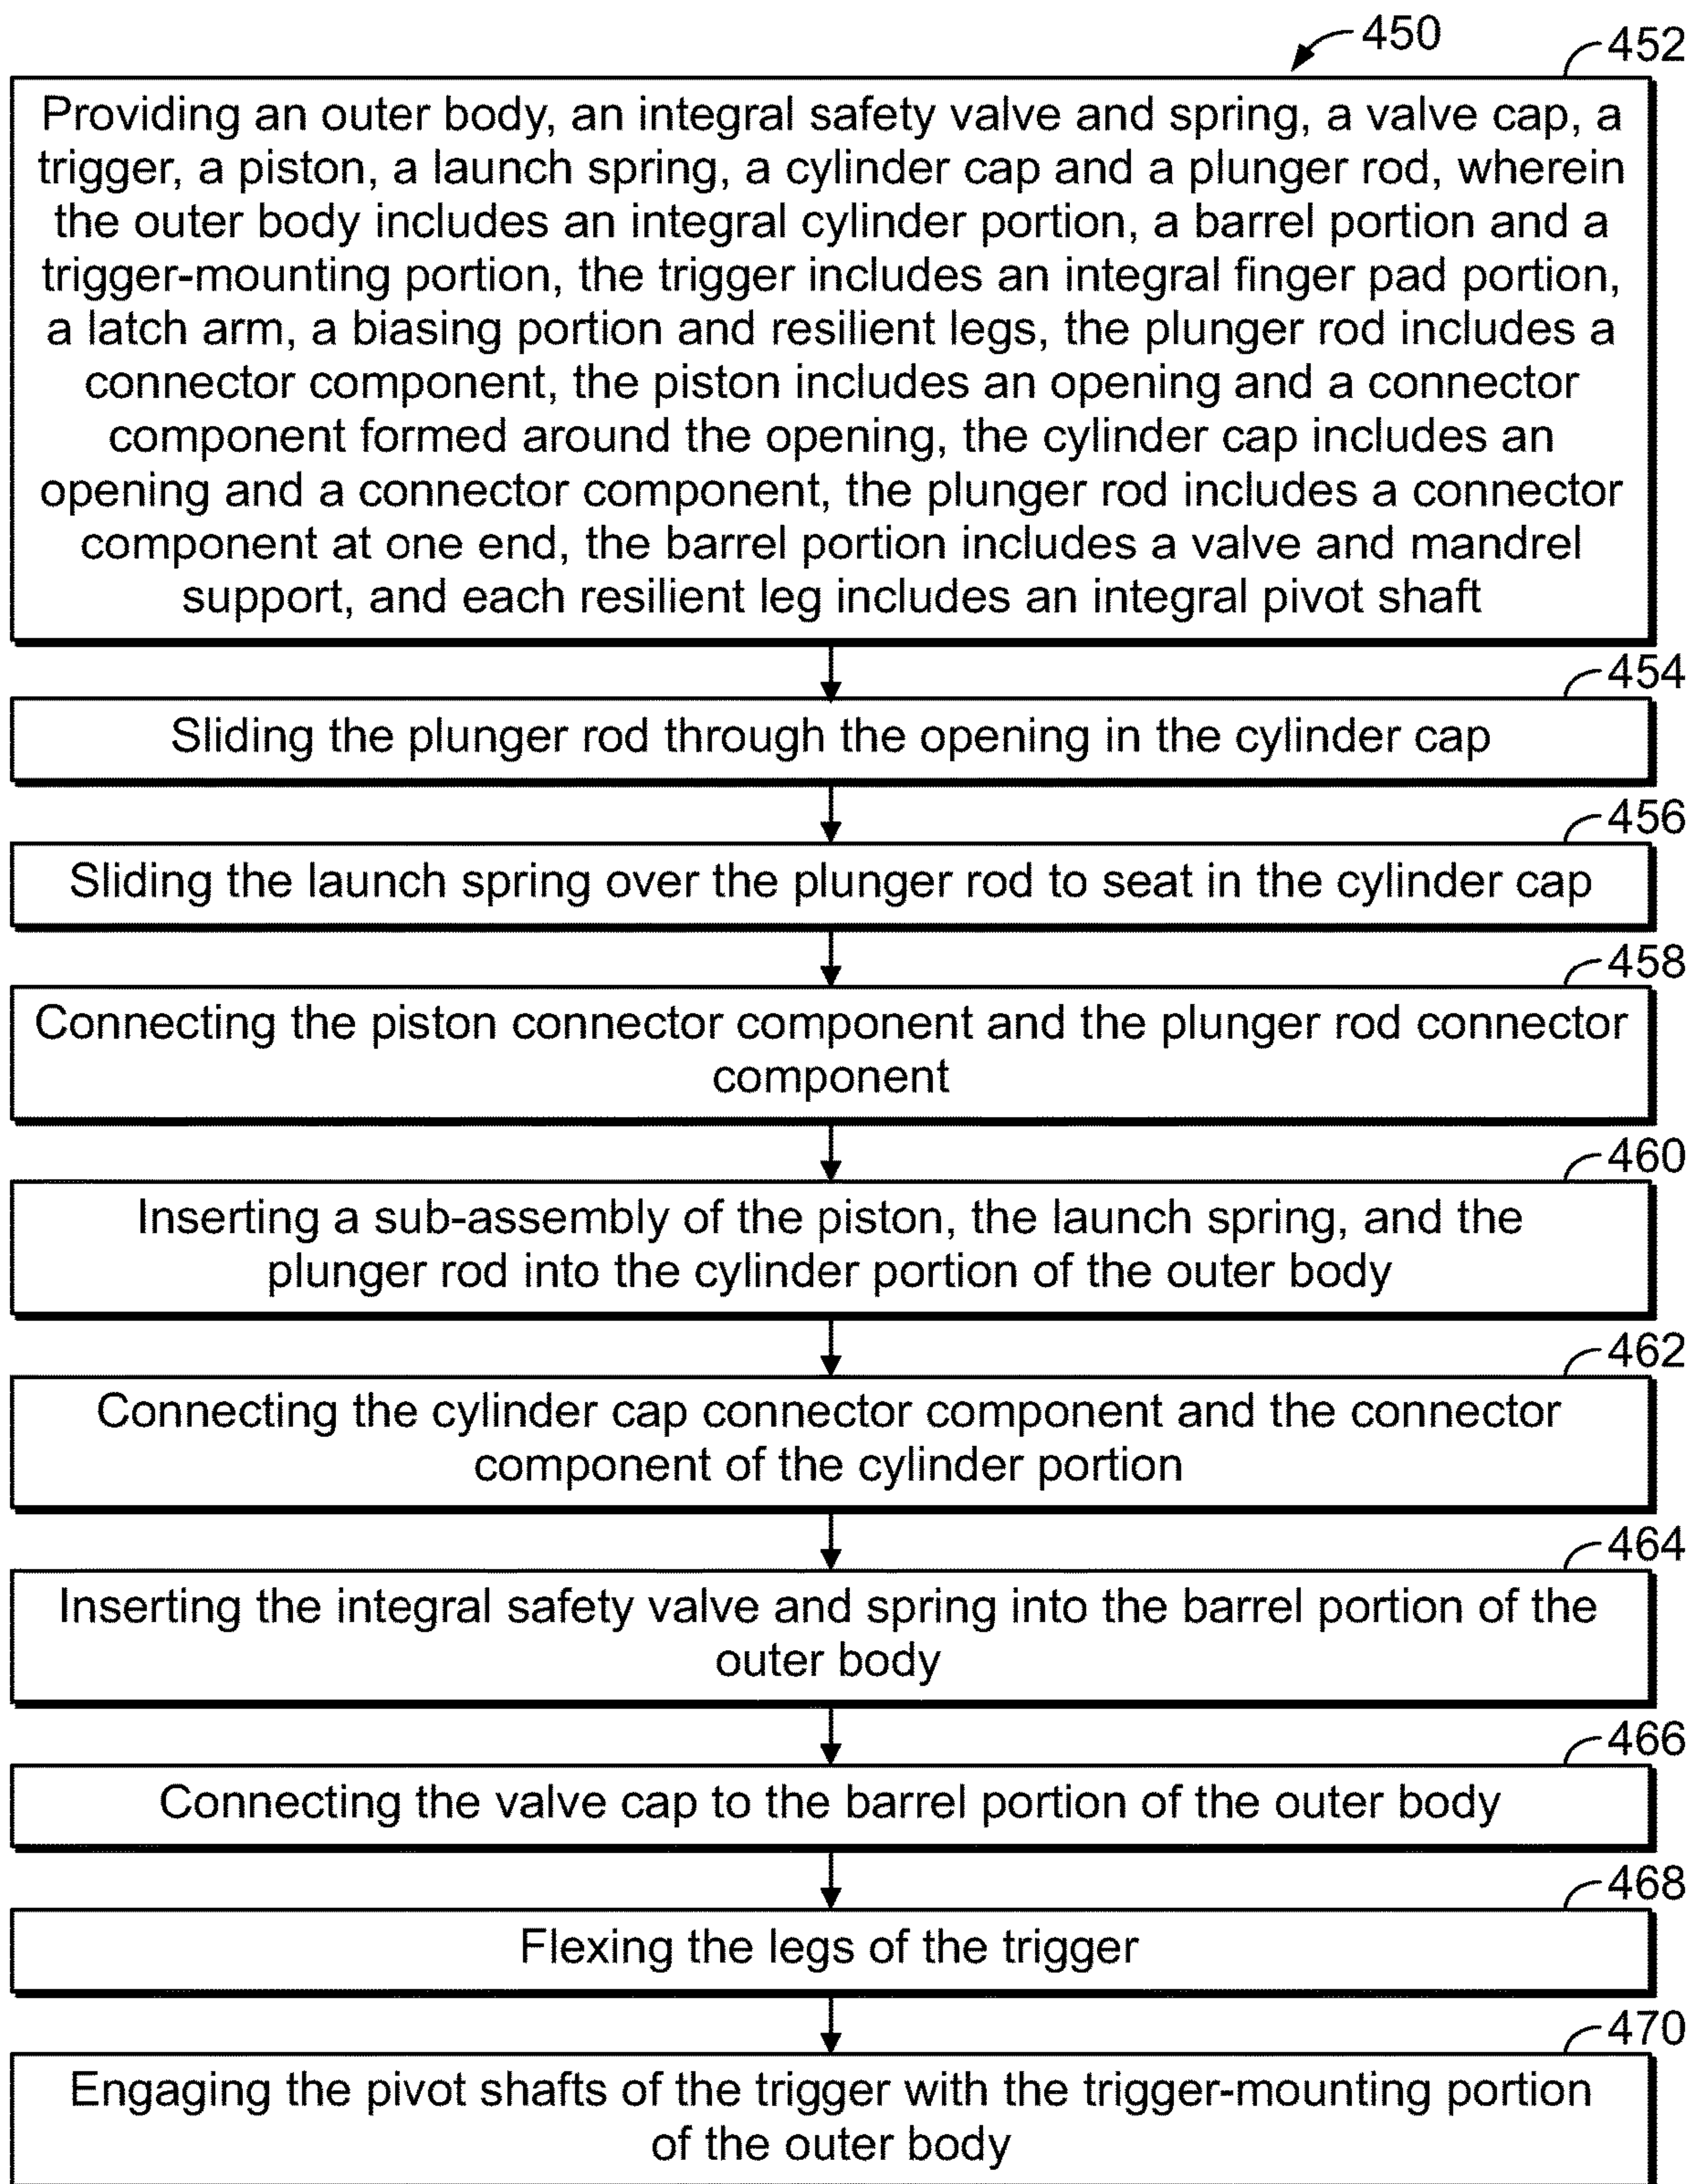 450
452
Providing an outer body, an integral safety valve and spring, a valve cap, a
trigger, a piston, a launch spring, a cylinder cap and a plunger rod, wherein
the outer body includes an integral cylinder portion, a barrel portion and a
trigger-mounting portion, the trigger includes an integral finger pad portion,
a latch arm, a biasing portion and resilient legs, the plunger rod includes a
connector component, the piston includes an opening and a connector
component formed around the opening, the cylinder cap includes an
opening and a connector component, the plunger rod includes a connector
component at one end, the barrel portion includes a valve and mandrel
support, and each resilient leg includes an integral pivot shaft
454
Sliding the plunger rod through the opening in the cylinder cap
456
Sliding the launch spring over the plunger rod to seat in the cylinder cap
458
Connecting the piston connector component and the plunger rod connector
component
460
Inserting a sub-assembly of the piston, the launch spring, and the
plunger rod into the cylinder portion of the outer body
462
Connecting the cylinder cap connector component and the connector
component of the cylinder portion
464
Inserting the integral safety valve and spring into the barrel portion of the
outer body
466
Connecting the valve cap to the barrel portion of the outer body
468
Flexing the legs of the trigger
470
Engaging the pivot shafts of the trigger with the trigger-mounting portion
of the outer body